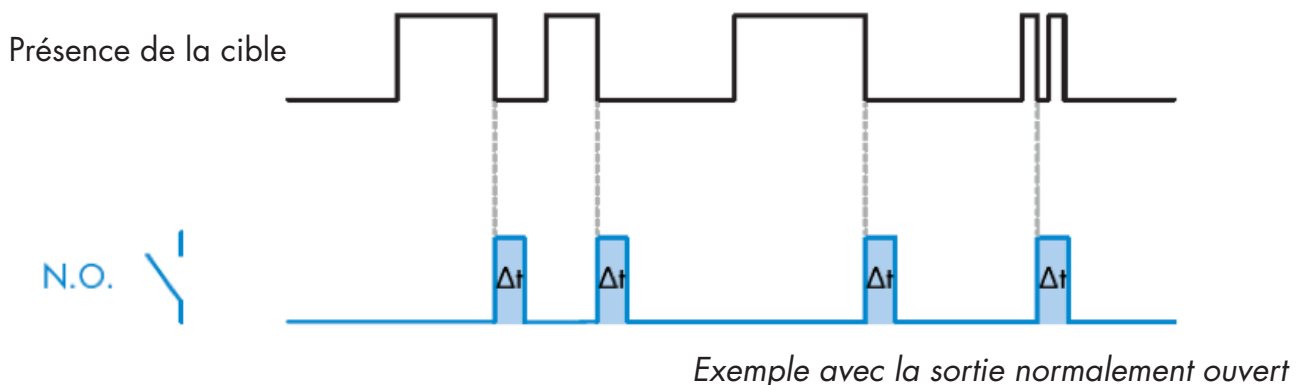 Présence de la cible
N.O.
Δt Δt Δt Δt
Exemple avec la sortie normalement ouvert